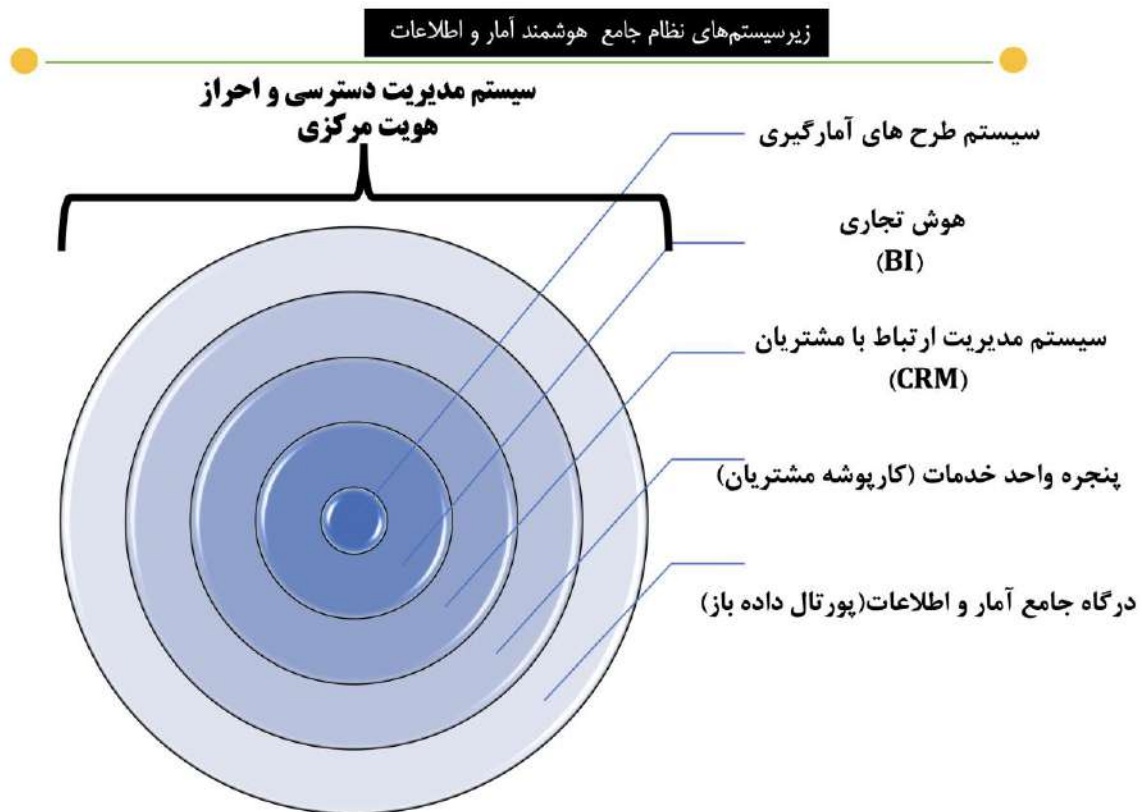 زیرسیستم‌های نظام جامع هوشمند آمار و اطلاعات
سیستم مدیریت دسترسی و احراز
هویت مرکزی
سیستم طرح های آمارگیری
هوش تجاری
(BI)
سیستم مدیریت ارتباط با مشتریان
(CRM)
پنجره واحد خدمات (کارپوشه مشتریان)
درگاه جامع آمار و اطلاعات(پورتال داده باز)